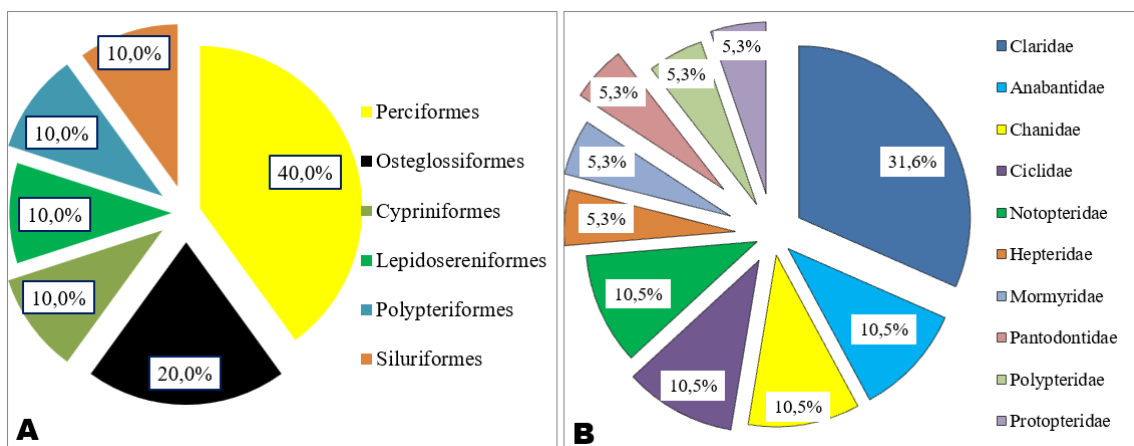 10,0%
40,0%
10,0%
10,0%
10,0%
20,0%
Perciformes
Osteglossiformes
Cypriniformes
Lepidosereniformes
Polypteriformes
Siluriformes
A
5,3%
5,3%
5,3%
5,3%
5,3%
31,6%
10,5%
10,5%
10,5%
10,5%
Claridae
Anabantidae
Chanidae
Ciclidae
Notopteridae
Hepteridae
Mormyridae
Pantodontidae
Polypteridae
Protopteridae
B